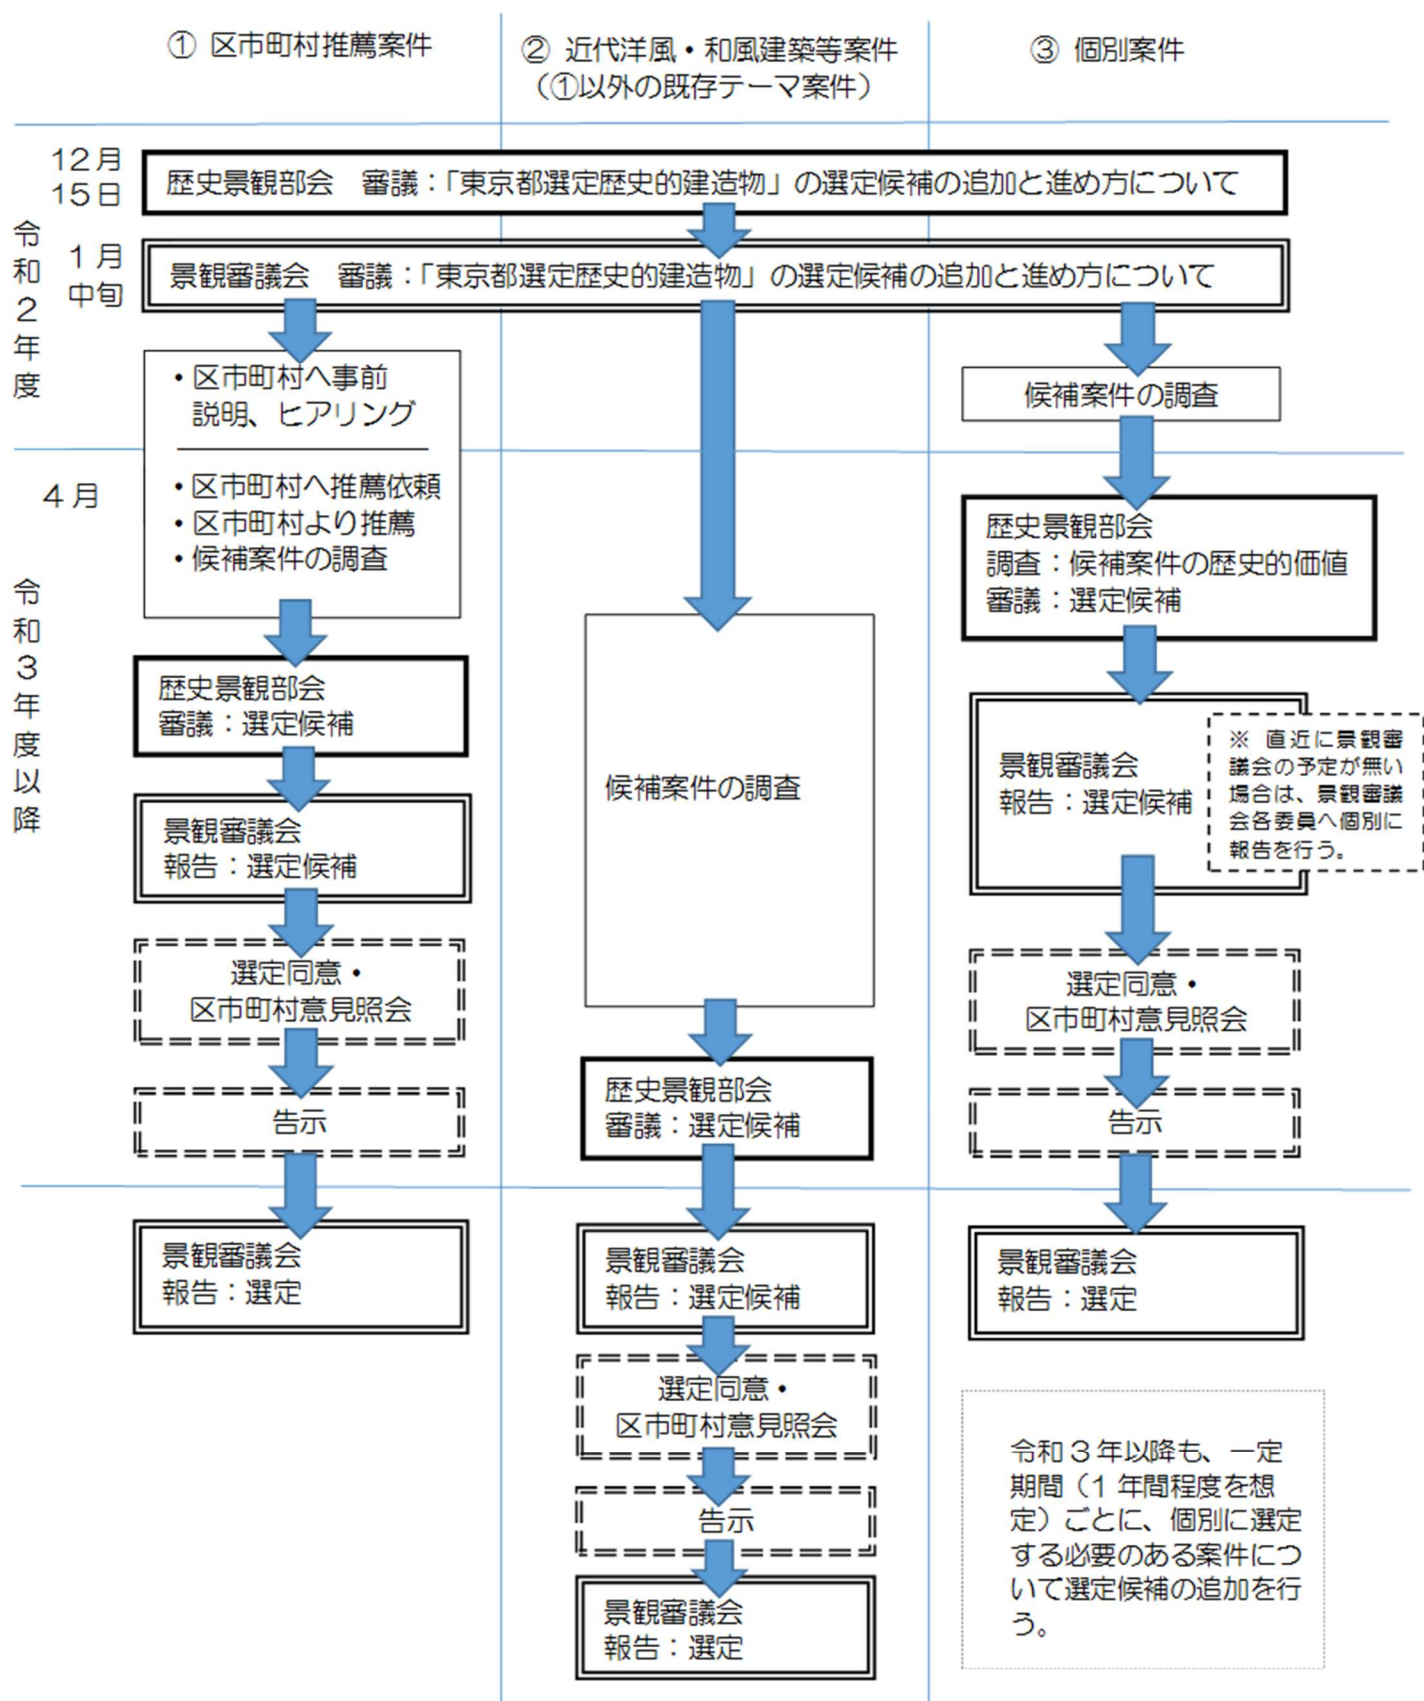 ① 区市町村推薦案件
② 近代洋風・和風建築等案件
（①以外の既存テーマ案件）
③ 個別案件
令和２年度
12月
15日
歴史景観部会　審議：「東京都選定歴史的建造物」の選定候補の追加と進め方について
１月
中旬
景観審議会　審議：「東京都選定歴史的建造物」の選定候補の追加と進め方について
・区市町村へ事前
説明、ヒアリング
候補案件の調査
令和３年度以降
４月
・区市町村へ推薦依頼
・区市町村より推薦
・候補案件の調査
歴史景観部会
審議：選定候補
景観審議会
報告：選定候補
選定同意・
区市町村意見照会
告示
景観審議会
報告：選定
候補案件の調査
歴史景観部会
審議：選定候補
景観審議会
報告：選定候補
選定同意・
区市町村意見照会
告示
景観審議会
報告：選定
歴史景観部会
調査：候補案件の歴史的価値
審議：選定候補
景観審議会
報告：選定候補
※ 直近に景観審
議会の予定が無い
場合は、景観審議
会各委員へ個別に
報告を行う。
選定同意・
区市町村意見照会
告示
景観審議会
報告：選定
令和３年以降も、一定
期間（１年間程度を想
定）ごとに、個別に選定
する必要のある案件につ
いて選定候補の追加を行
う。